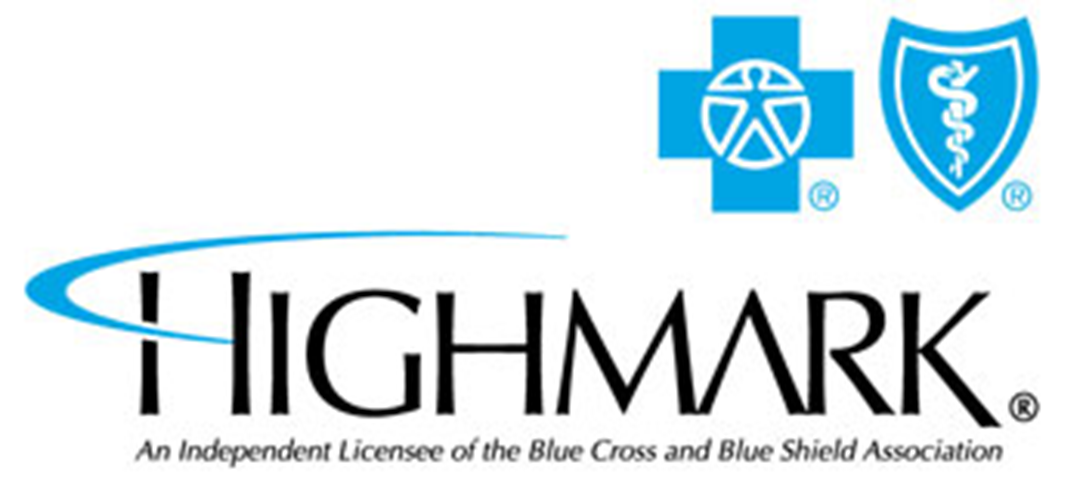 ® ®
HIGHMARK®
An Independent Licensee of the Blue Cross and Blue Shield Association